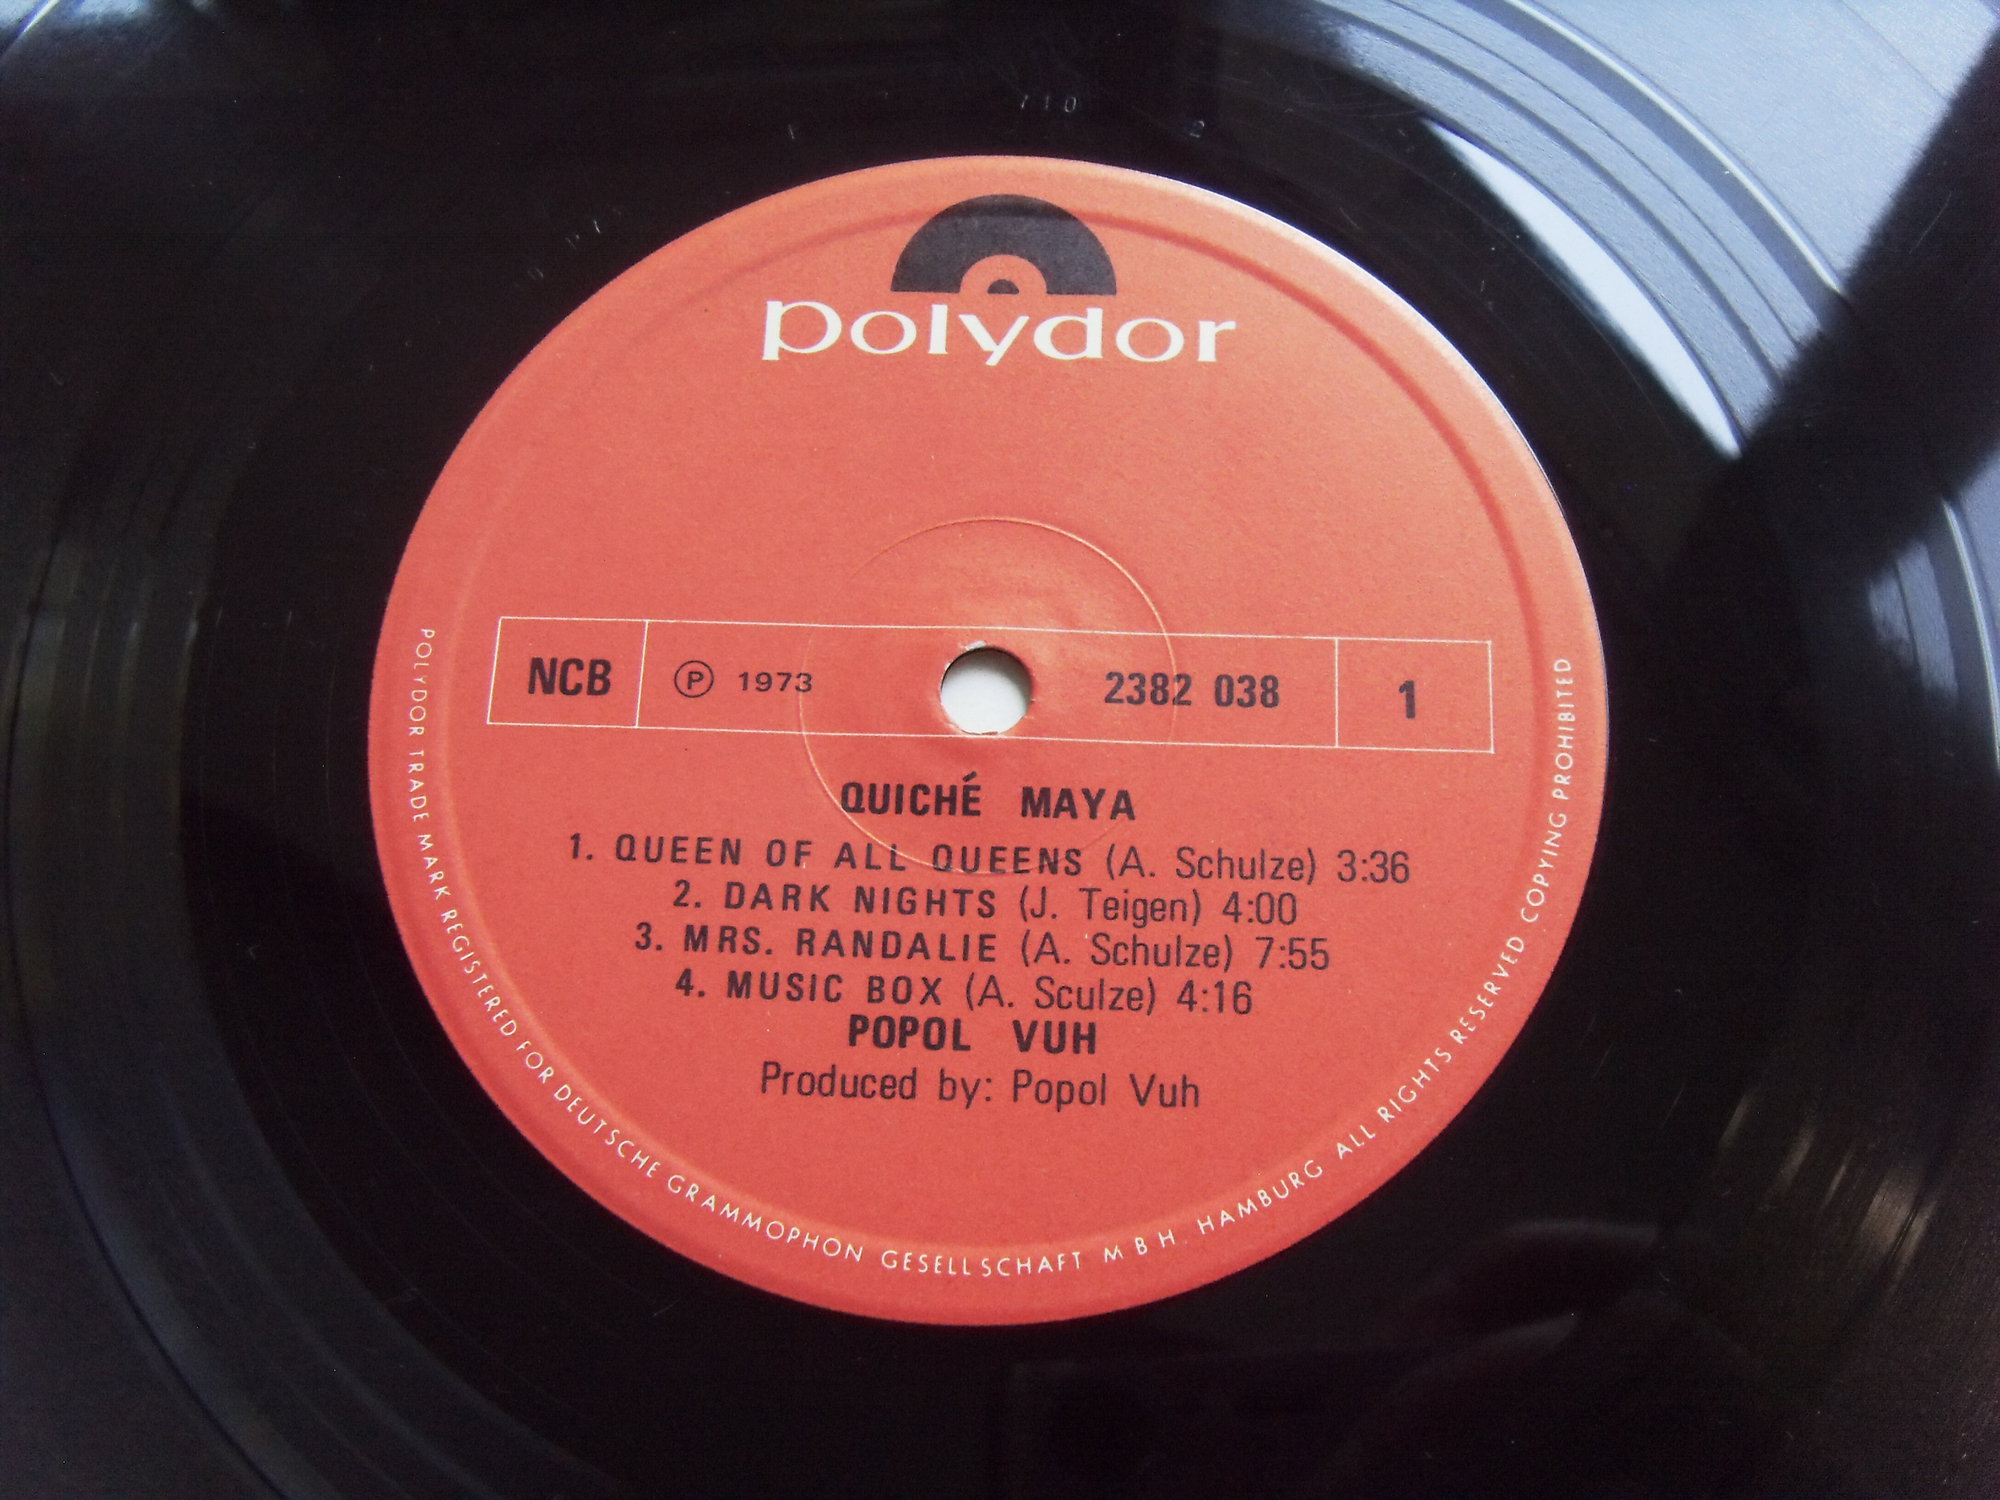 710
2
polydor
NCB ℗ 1973 2382 038 1
QUICHÉ MAYA
1. QUEEN OF ALL QUEENS (A. Schulze) 3:36
2. DARK NIGHTS (J. Teigen) 4:00
3. MRS. RANDALIE (A. Schulze) 7:55
4. MUSIC BOX (A. Sculze) 4:16
POPOL VUH
Produced by: Popol Vuh
POLYDOR TRADE MARK REGISTERED FOR DEUTSCHE GRAMMOPHON GESELLSCHAFT M B H. HAMBURG ALL RIGHTS RESERVED COPYING PROHIBITED